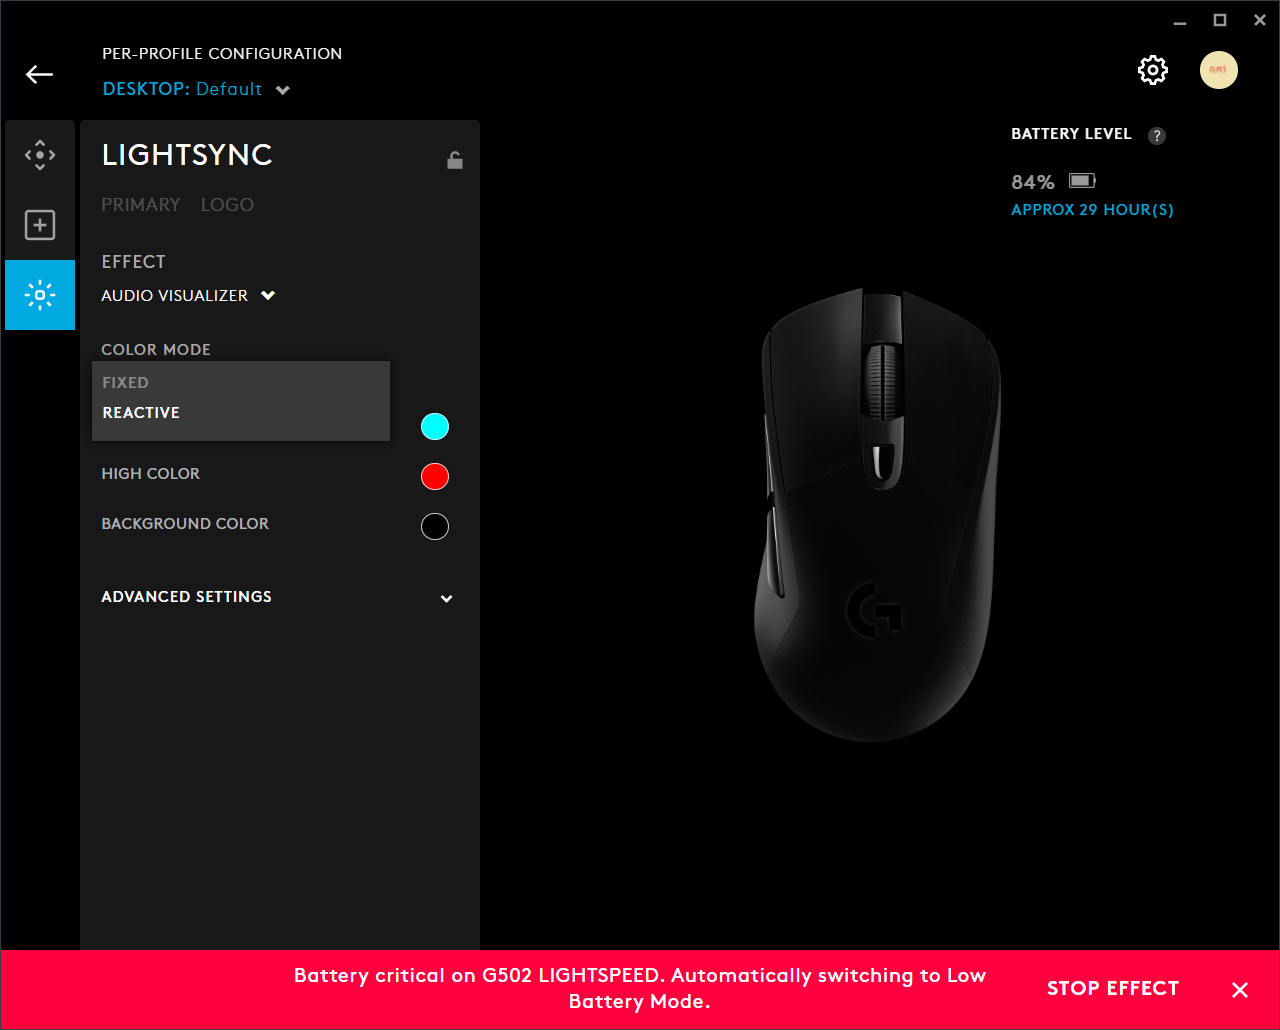 PER-PROFILE CONFIGURATION
DESKTOP: Default
LIGHTSYNC
PRIMARY LOGO
EFFECT
AUDIO VISUALIZER
COLOR MODE
FIXED
REACTIVE
HIGH COLOR
BACKGROUND COLOR
ADVANCED SETTINGS
BATTERY LEVEL ?
84%
APPROX 29 HOUR(S)
Battery critical on G502 LIGHTSPEED. Automatically switching to Low
Battery Mode.
STOP EFFECT